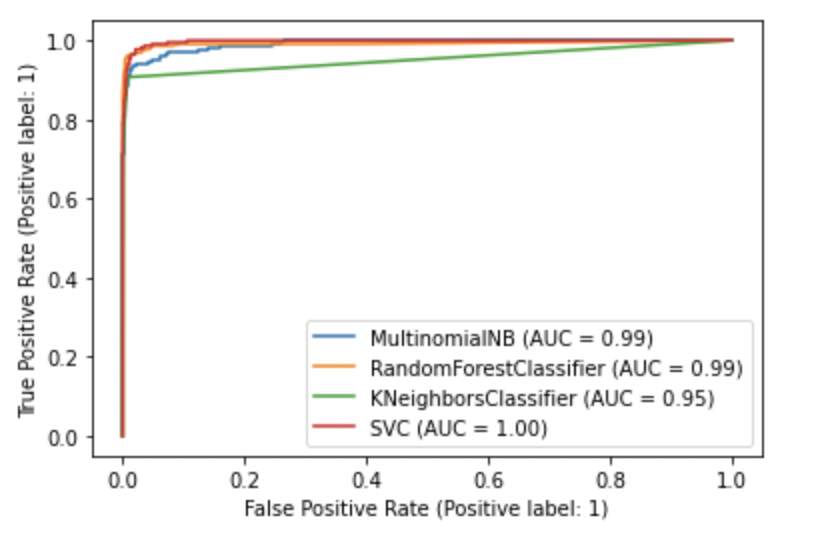 True Positive Rate (Positive label: 1)
1.0
0.8
0.6
0.4
0.2
0.0
MultinomialNB (AUC = 0.99)
RandomForestClassifier (AUC = 0.99)
KNeighborsClassifier (AUC = 0.95)
SVC (AUC = 1.00)
0.0 0.2 0.4 0.6 0.8 1.0
False Positive Rate (Positive label: 1)